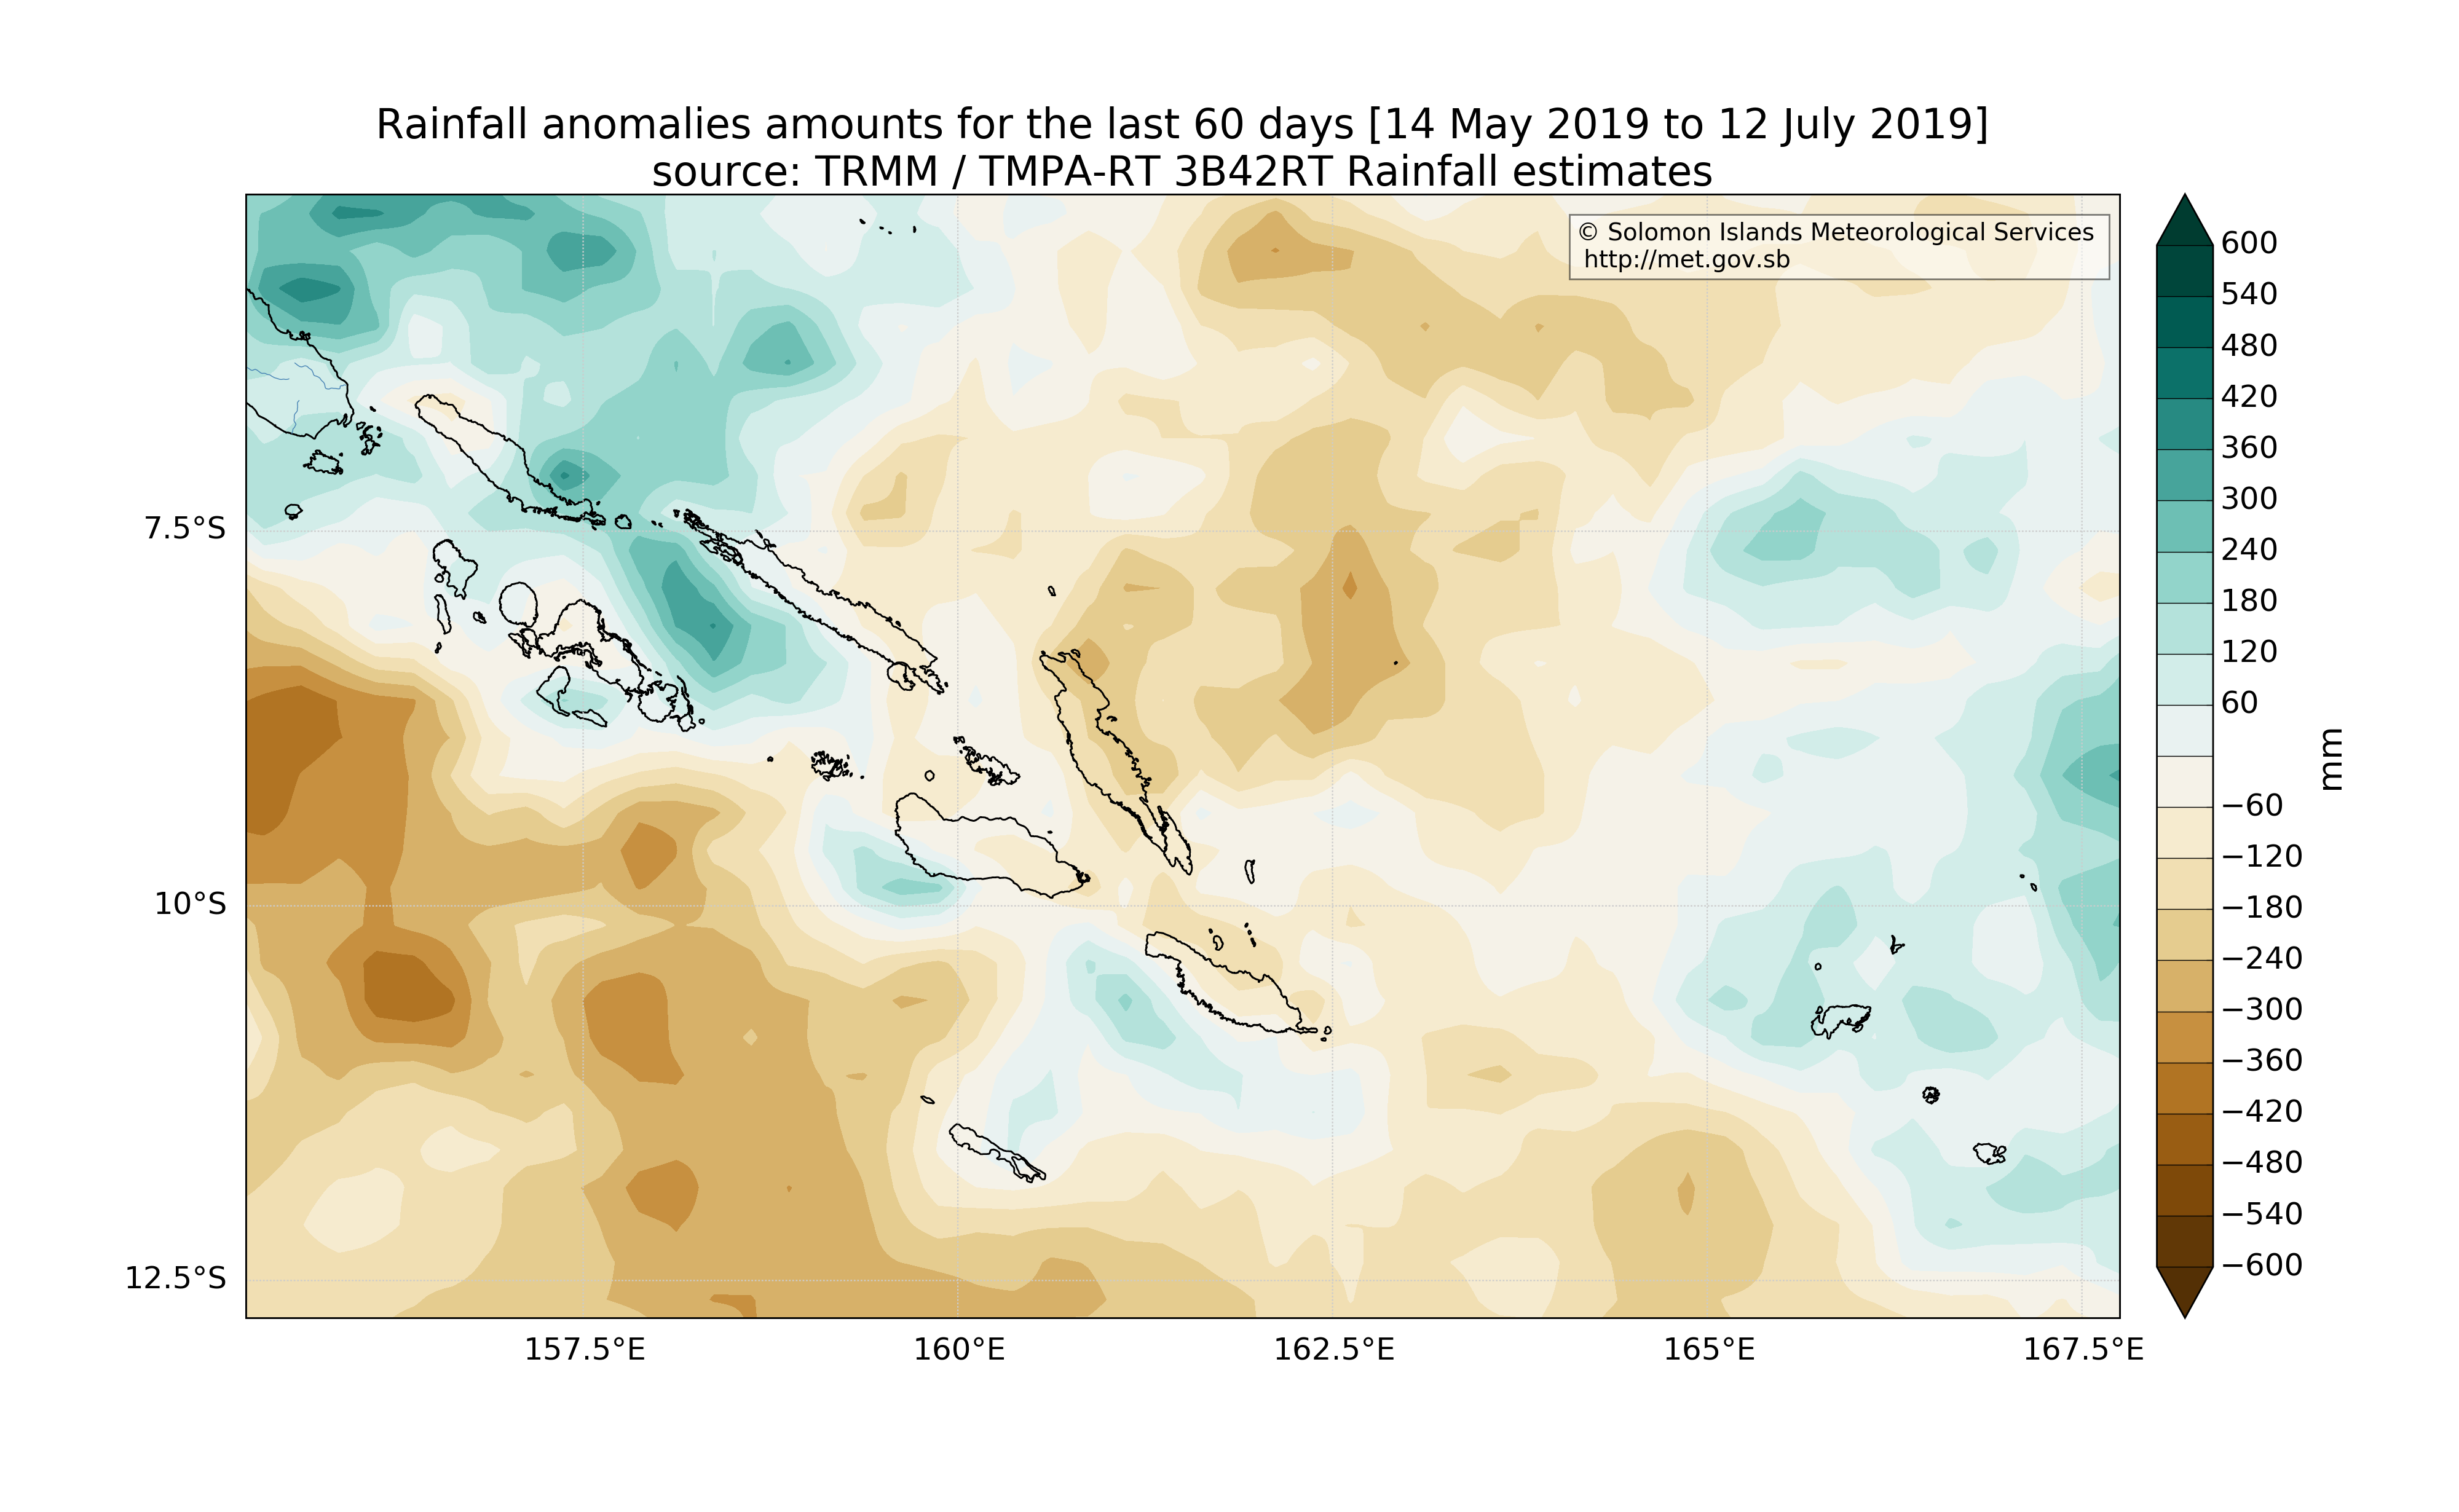 Rainfall anomalies amounts for the last 60 days [14 May 2019 to 12 July 2019]
source: TRMM / TMPA-RT 3B42RT Rainfall estimates
© Solomon Islands Meteorological Services
http://met.gov.sb
7.5°S
10°S
12.5°S
157.5°E
160°E
162.5°E
165°E
167.5°E
600
540
480
420
360
300
240
180
120
60
−60
−120
−180
−240
−300
−360
−420
−480
−540
−600
mm